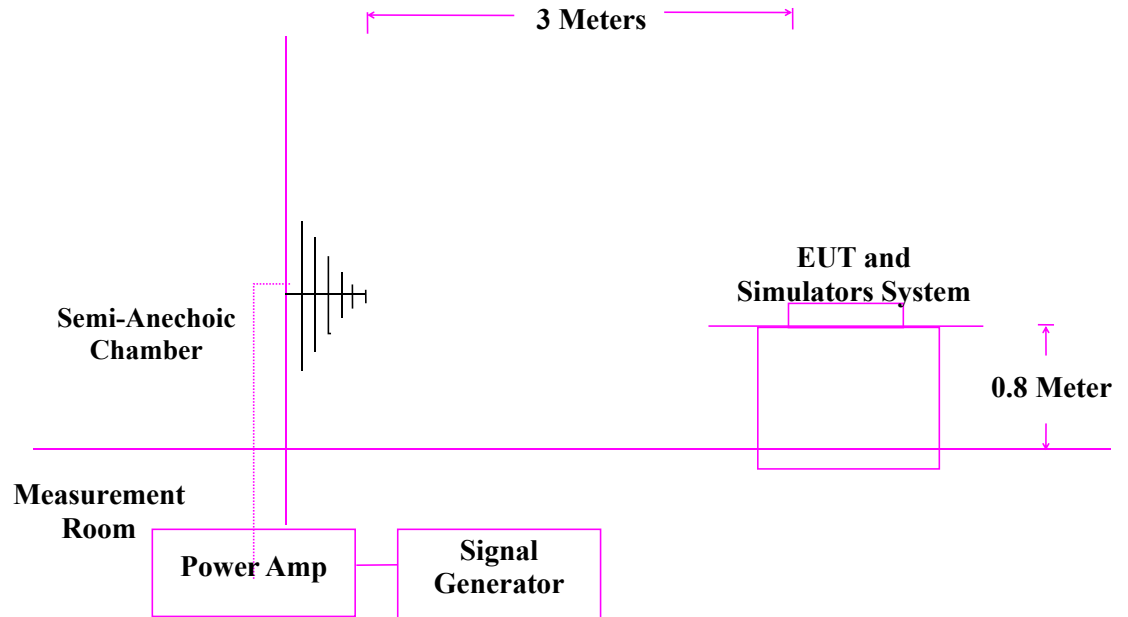 3 Meters
EUT and
Simulators System
Semi-Anechoic
Chamber
0.8 Meter
Measurement
Room
Power Amp
Signal
Generator